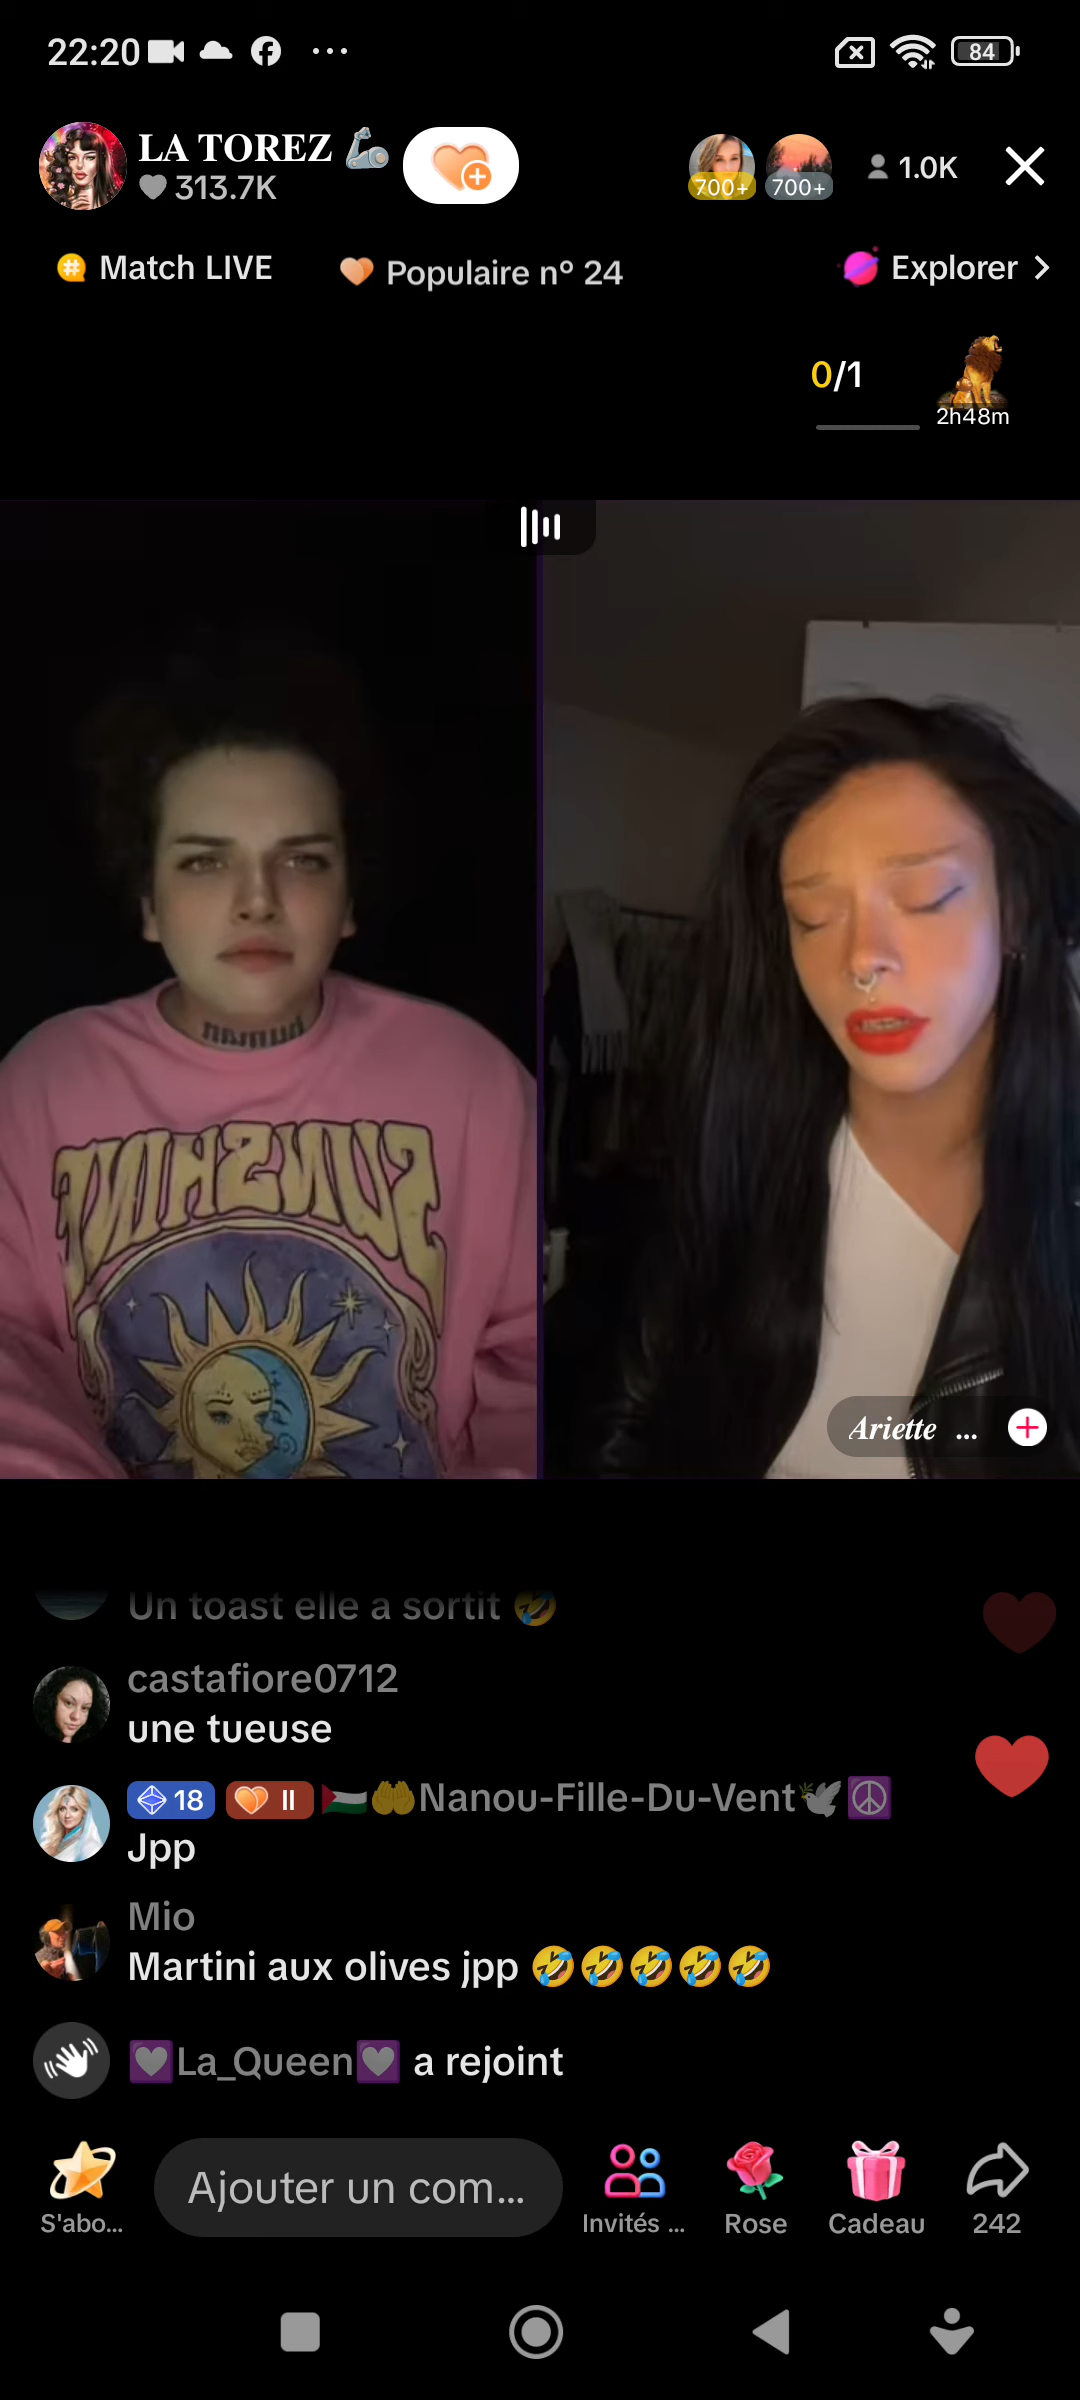 22:20
84
LA TOREZ 🦾
313.7K
700+
700+
1.0K
Match LIVE
Populaire n° 24
Explorer >
0/1
2h48m
SUNSHINE
Ariette ...
Un toast elle a sortit 🤣
castafiore0712
une tueuse
18 II 🇵🇸🤲Nanou-Fille-Du-Vent🕊️☮️
Jpp
Mio
Martini aux olives jpp 🤣🤣🤣🤣🤣
💟La_Queen💟 a rejoint
Ajouter un com...
S'abo...
Invités ...
Rose
Cadeau
242